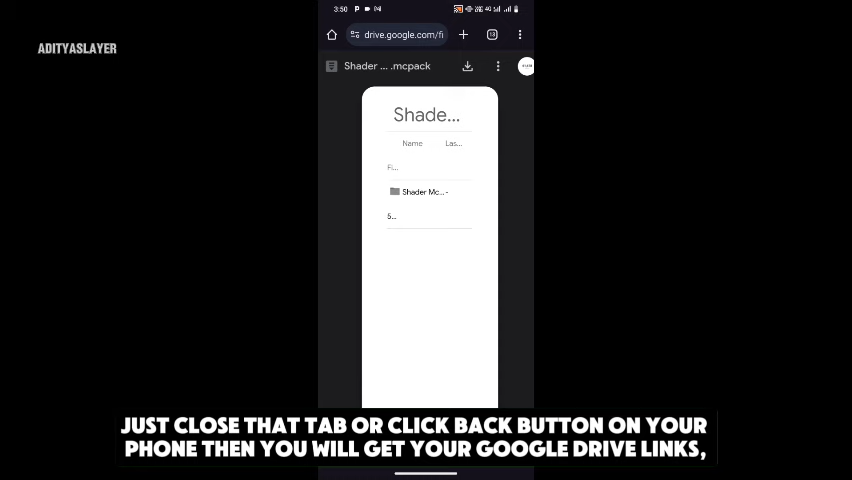 3:50
ADITYASLAYER
drive.google.com/fi
13
Shader ... .mcpack
Shade...
Name Las...
Fi...
Shader Mc... -
5...
JUST CLOSE THAT TAB OR CLICK BACK BUTTON ON YOUR
PHONE THEN YOU WILL GET YOUR GOOGLE DRIVE LINKS,